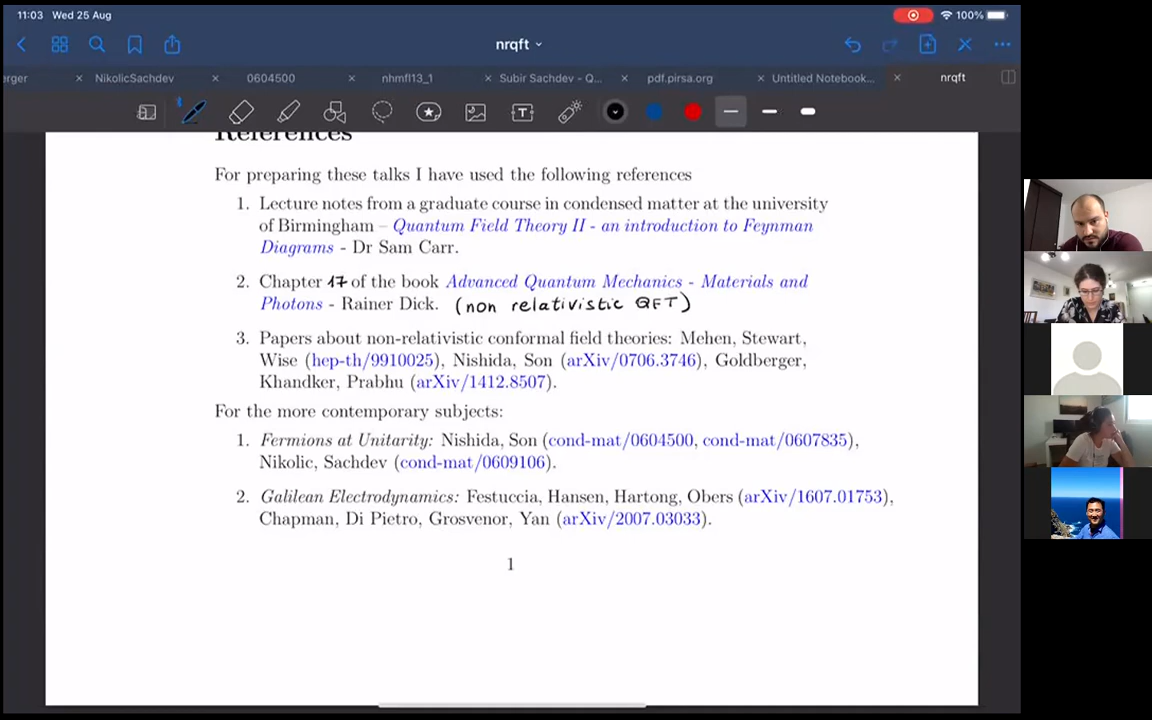 11:03 Wed 25 Aug
100%
nrqft
erger
NikolicSachdev
0604500
nhmfl13_1
Subir Sachdev - Q...
pdf.pirsa.org
Untitled Notebook...
nrqft
References
For preparing these talks I have used the following references
1. Lecture notes from a graduate course in condensed matter at the university
of Birmingham – Quantum Field Theory II - an introduction to Feynman
Diagrams - Dr Sam Carr.
2. Chapter 17 of the book Advanced Quantum Mechanics - Materials and
Photons - Rainer Dick. (non relativistic QFT)
3. Papers about non-relativistic conformal field theories: Mehen, Stewart,
Wise (hep-th/9910025), Nishida, Son (arXiv/0706.3746), Goldberger,
Khandker, Prabhu (arXiv/1412.8507).
For the more contemporary subjects:
1. Fermions at Unitarity: Nishida, Son (cond-mat/0604500, cond-mat/0607835),
Nikolic, Sachdev (cond-mat/0609106).
2. Galilean Electrodynamics: Festuccia, Hansen, Hartong, Obers (arXiv/1607.01753),
Chapman, Di Pietro, Grosvenor, Yan (arXiv/2007.03033).
1